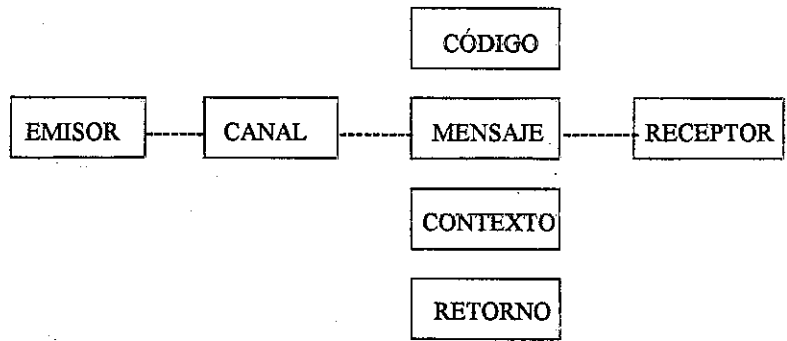 CÓDIGO
EMISOR CANAL MENSAJE RECEPTOR
CONTEXTO
RETORNO